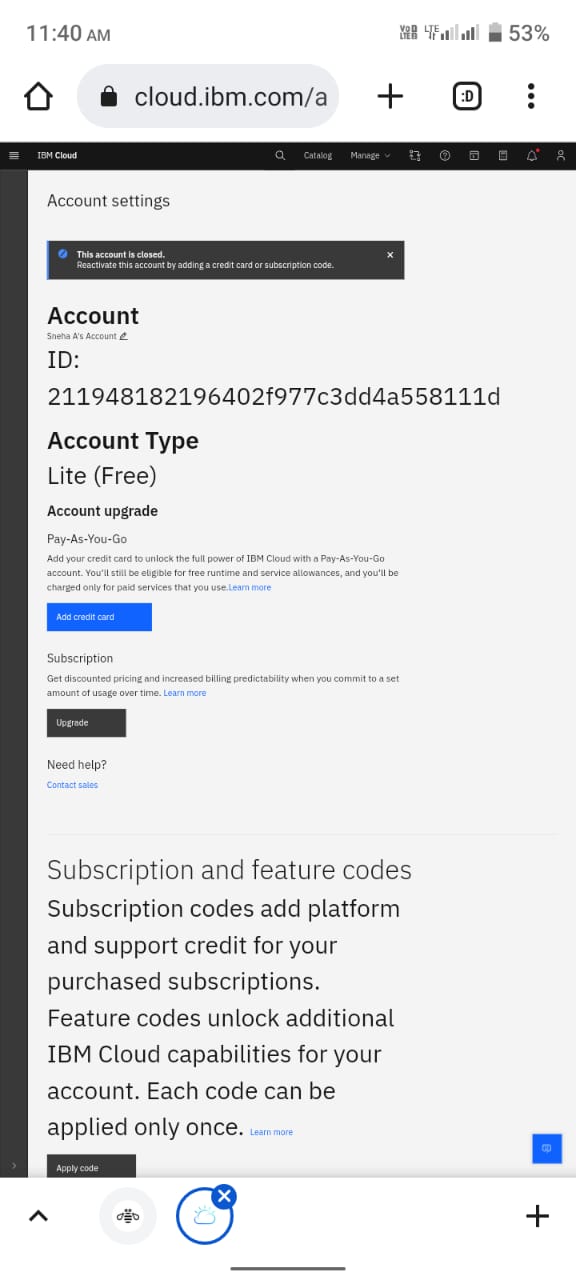 11:40 AM
VoD LTED LTE 53%
cloud.ibm.com/a
:D
IBM Cloud
Catalog
Manage
Account settings
This account is closed.
Reactivate this account by adding a credit card or subscription code.
Account
Sneha A's Account
ID:
211948182196402f977c3dd4a558111d
Account Type
Lite (Free)
Account upgrade
Pay-As-You-Go
Add your credit card to unlock the full power of IBM Cloud with a Pay-As-You-Go
account. You'll still be eligible for free runtime and service allowances, and you'll be
charged only for paid services that you use.Learn more
Add credit card
Subscription
Get discounted pricing and increased billing predictability when you commit to a set
amount of usage over time. Learn more
Upgrade
Need help?
Contact sales
Subscription and feature codes
Subscription codes add platform
and support credit for your
purchased subscriptions.
Feature codes unlock additional
IBM Cloud capabilities for your
account. Each code can be
applied only once. Learn more
Apply code